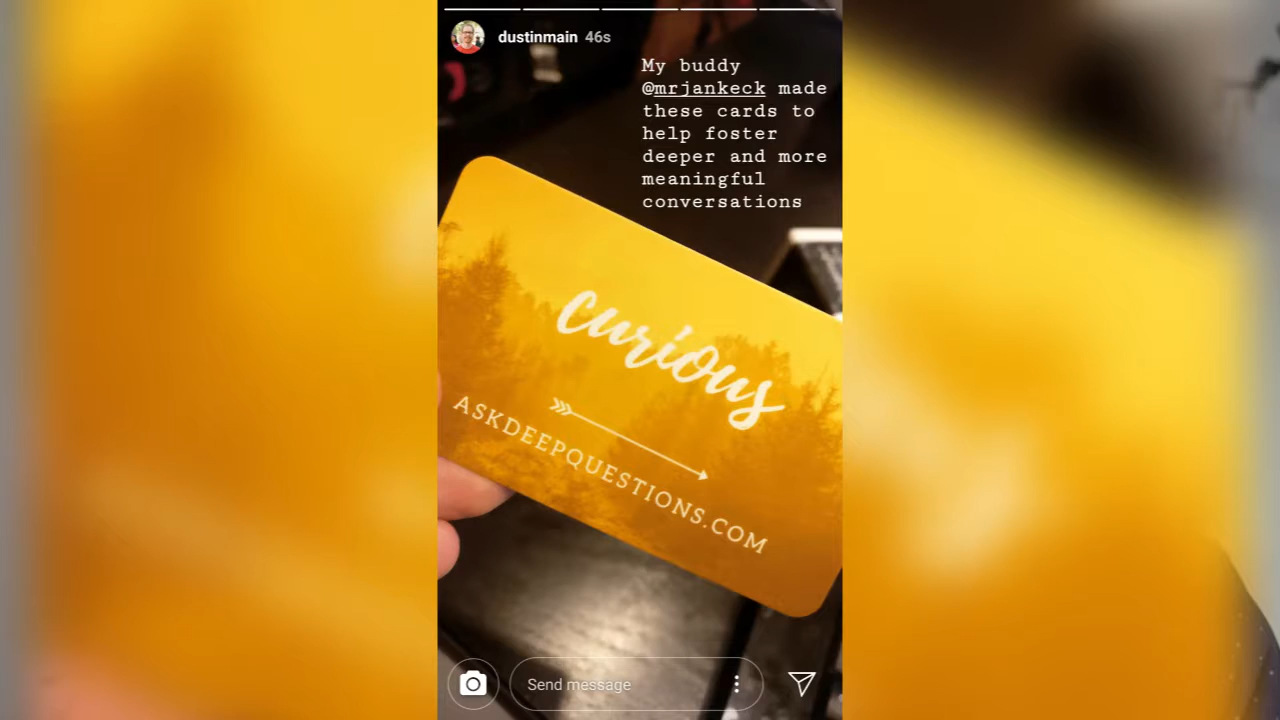 dustinmain 46s
My buddy
@mrjankeck made
these cards to
help foster
deeper and more
meaningful
conversations
curious
ASKDEEPQUESTIONS.COM
Send message